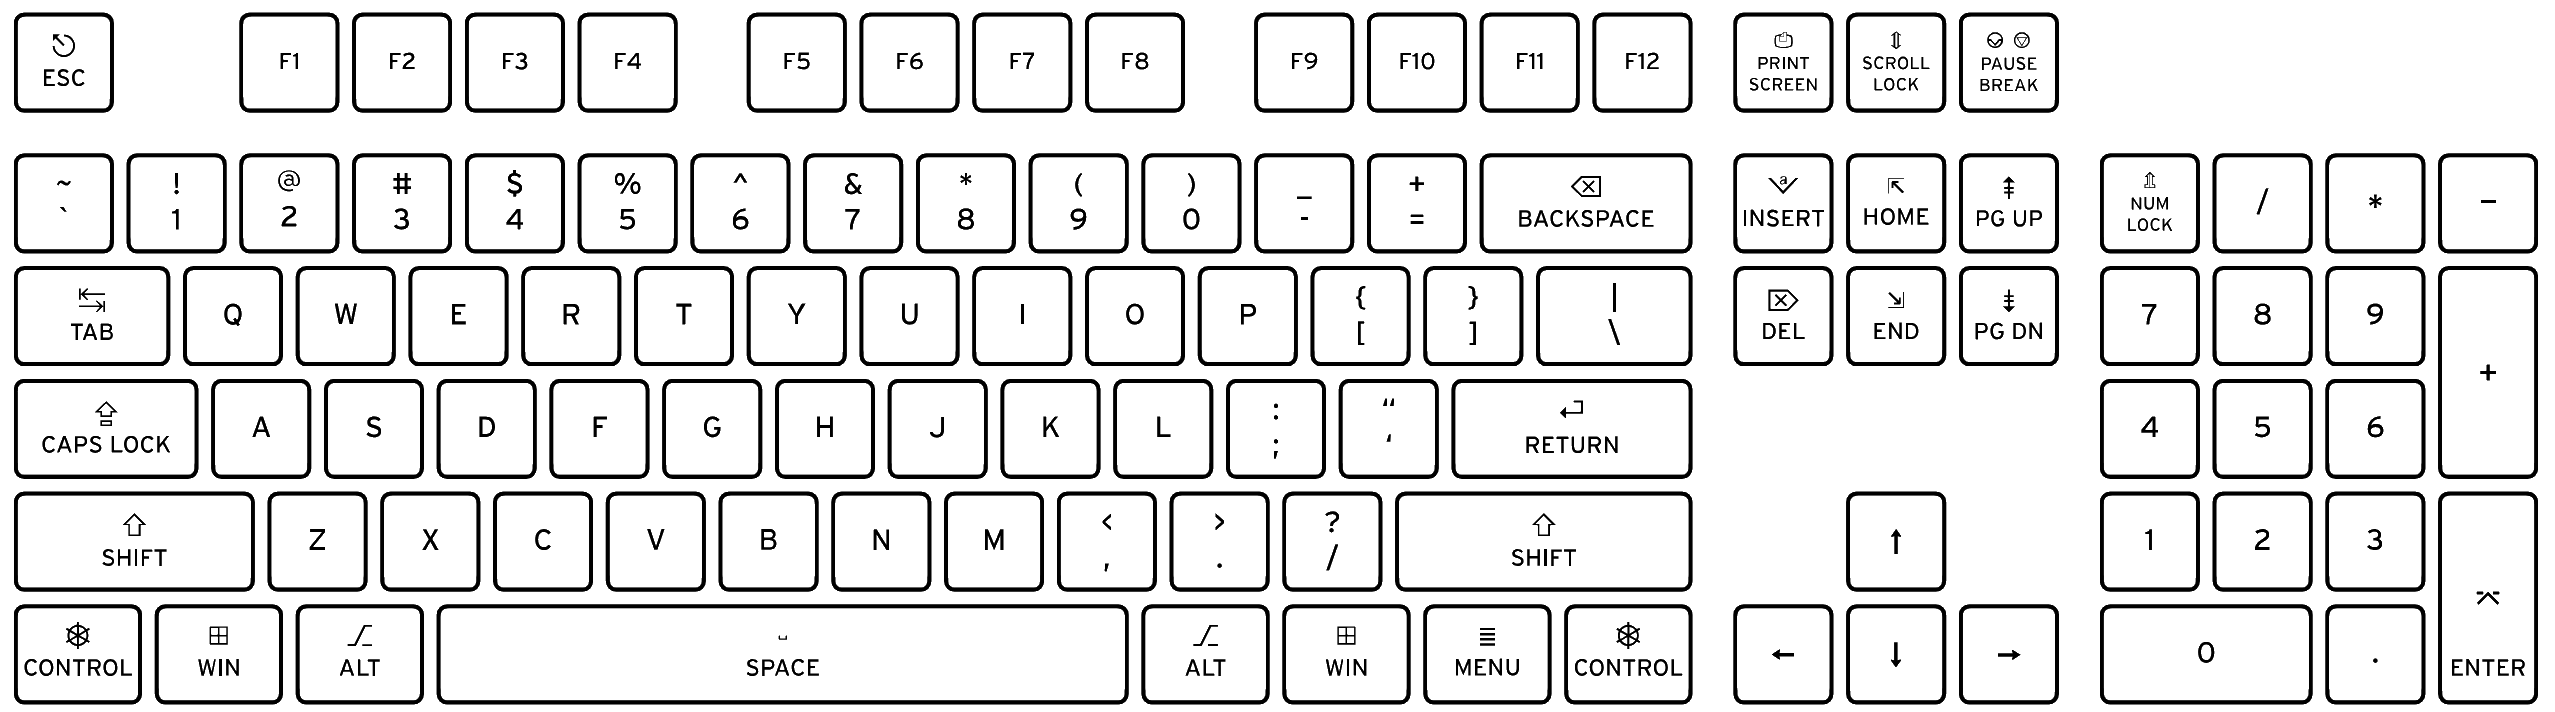 ESC F1 F2 F3 F4 F5 F6 F7 F8 F9 F10 F11 F12 PRINT SCROLL PAUSE
SCREEN LOCK BREAK
~ ! @ # $ % ^ & * ( ) _ +
` 1 2 3 4 5 6 7 8 9 0 - = BACKSPACE INSERT HOME PG UP NUM / * −
LOCK
TAB Q W E R T Y U I O P { } | DEL END PG DN 7 8 9 +
[ ] \
CAPS LOCK A S D F G H J K L : “ RETURN 4 5 6
; ‘
SHIFT Z X C V B N M < > ? SHIFT ↑ 1 2 3
, . /
CONTROL WIN ALT SPACE ALT WIN MENU CONTROL ← ↓ → 0 . ENTER